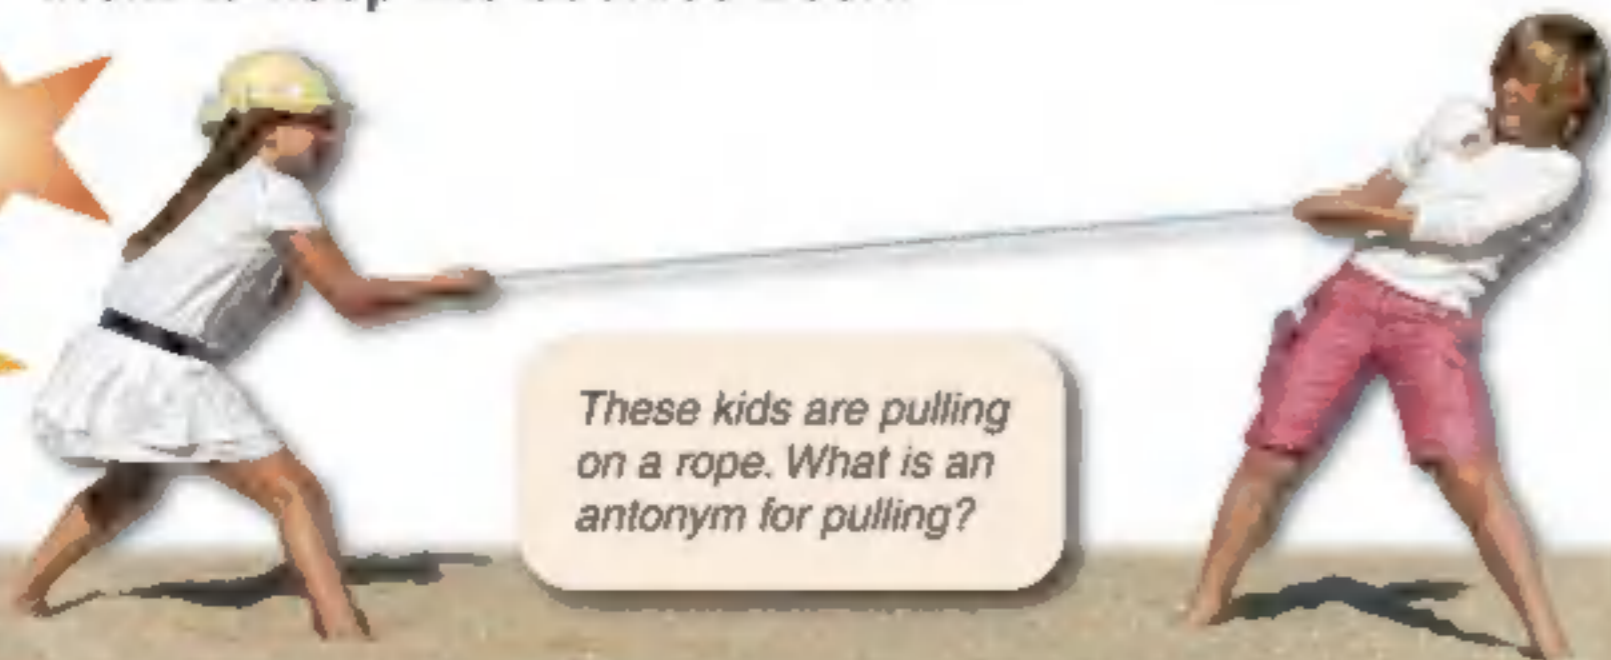 These kids are pulling
on a rope. What is an
antonym for pulling?